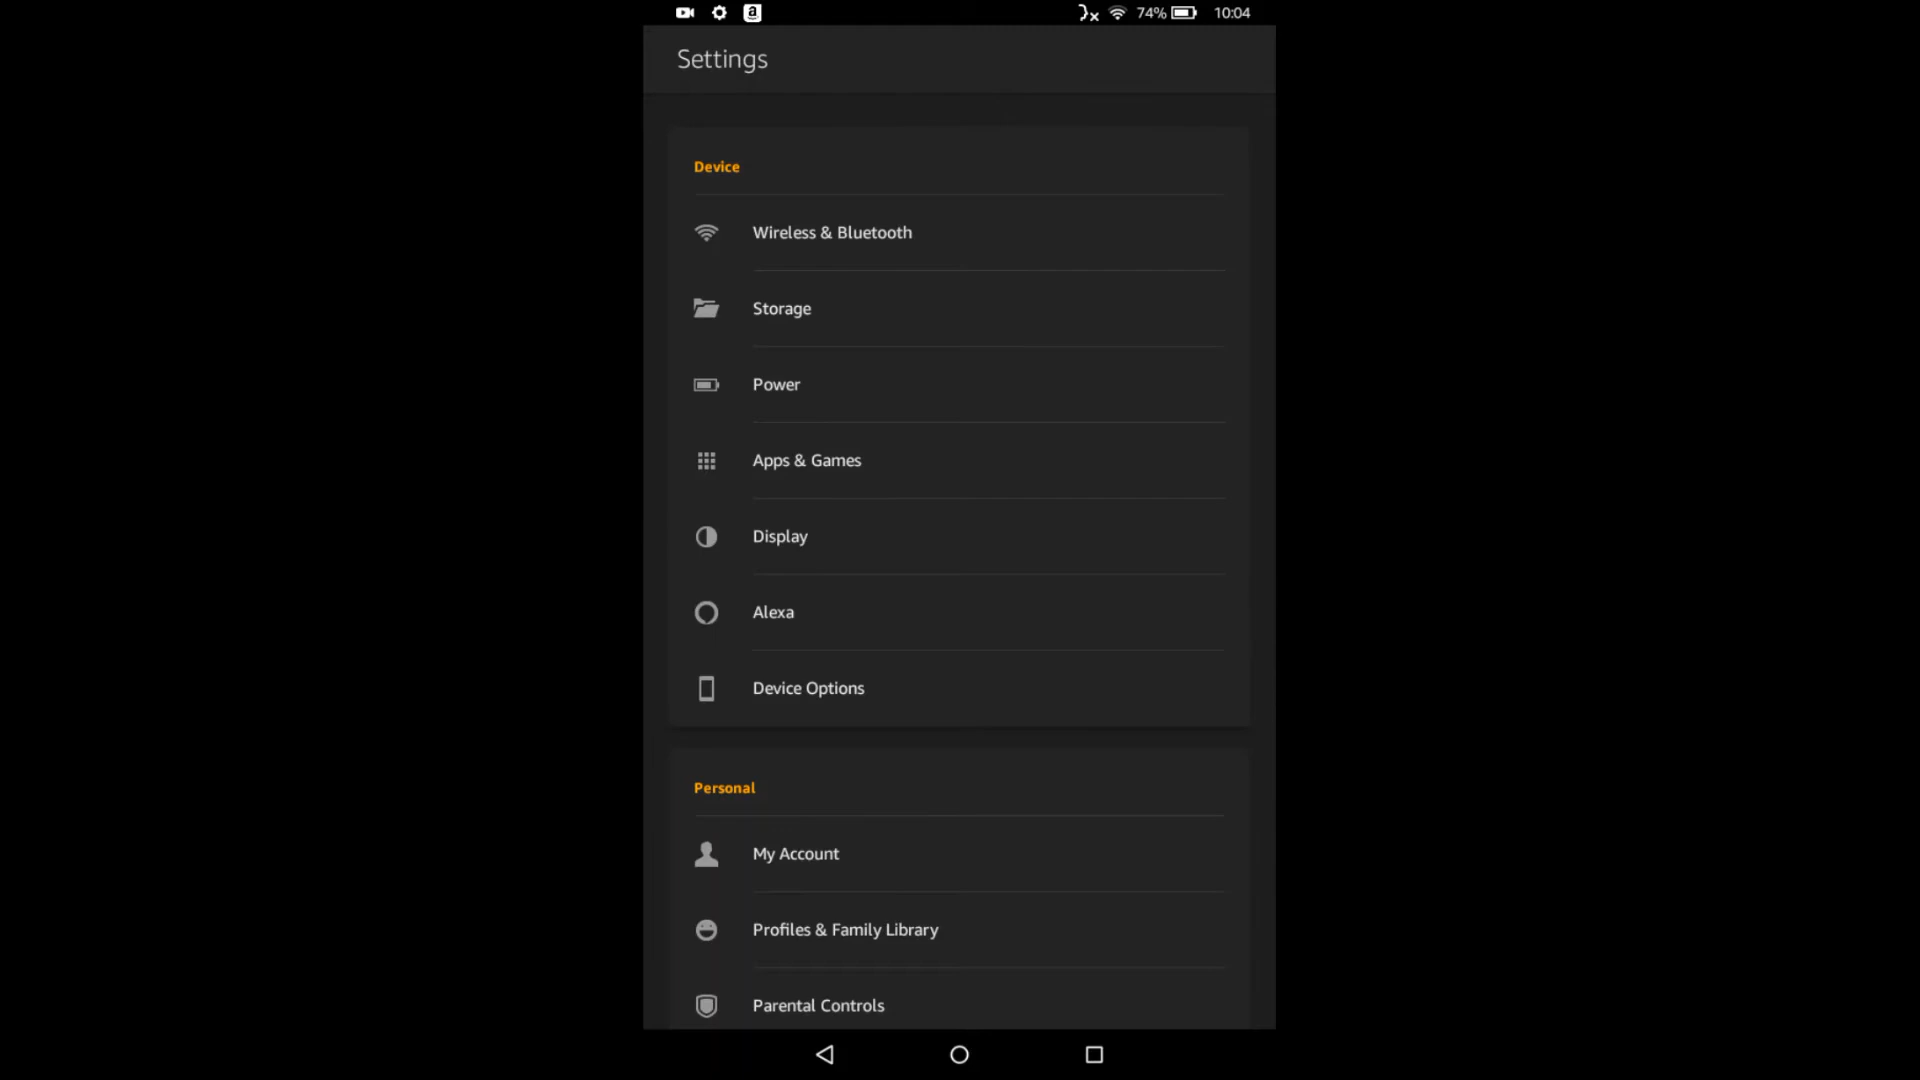 74% 10:04
Settings
Device
Wireless & Bluetooth
Storage
Power
Apps & Games
Display
Alexa
Device Options
Personal
My Account
Profiles & Family Library
Parental Controls